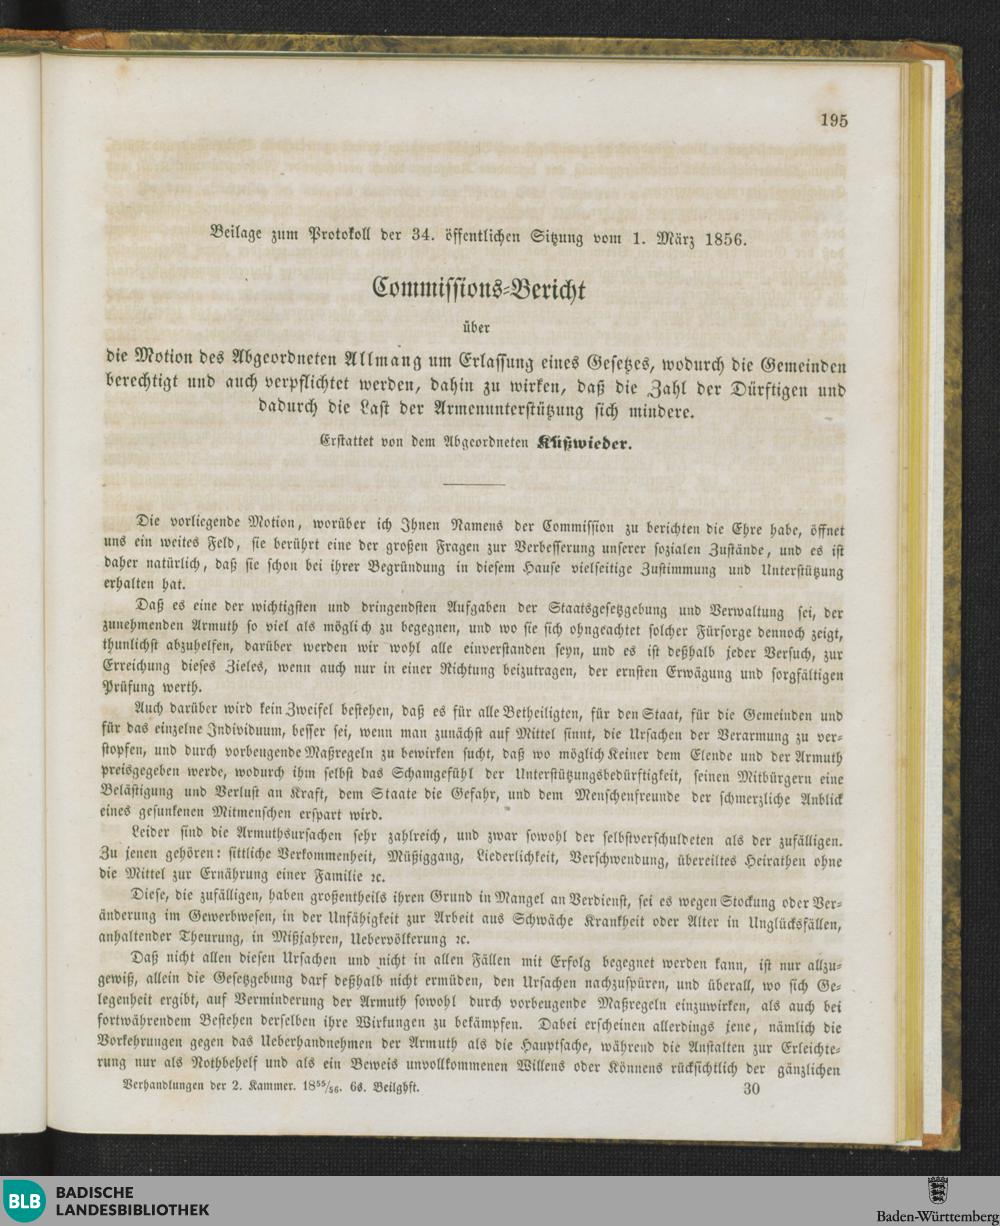 195
Beilage zum Protokoll der 34. öffentlichen Sitzung vom 1. März 1856.
Commissions-Bericht
über
die Motion des Abgeordneten Allmang um Erlassung eines Gesetzes, wodurch die Gemeinden
berechtigt und auch verpflichtet werden, dahin zu wirken, daß die Zahl der Dürftigen und
dadurch die Last der Armenunterstützung sich mindere.
Erstattet von dem Abgeordneten Küßwieder.
Die vorliegende Motion, worüber ich Ihnen Namens der Commission zu berichten die Ehre habe, öffnet
uns ein weites Feld, sie berührt eine der großen Fragen zur Verbesserung unserer sozialen Zustände, und es ist
daher natürlich, daß sie schon bei ihrer Begründung in diesem Hause vielseitige Zustimmung und Unterstützung
erhalten hat.
Daß es eine der wichtigsten und dringendsten Aufgaben der Staatsgesetzgebung und Verwaltung sei, der
zunehmenden Armuth so viel als möglich zu begegnen, und wo sie sich ohngeachtet solcher Fürsorge dennoch zeigt,
thunlichst abzuhelfen, darüber werden wir wohl alle einverstanden seyn, und es ist deßhalb jeder Versuch, zur
Erreichung dieses Zieles, wenn auch nur in einer Richtung beizutragen, der ernsten Erwägung und sorgfältigen
Prüfung werth.
Auch darüber wird kein Zweifel bestehen, daß es für alle Betheiligten, für den Staat, für die Gemeinden und
für das einzelne Individuum, besser sei, wenn man zunächst auf Mittel sinnt, die Ursachen der Verarmung zu ver-
stopfen, und durch vorbeugende Maßregeln zu bewirken sucht, daß wo möglich Keiner dem Elende und der Armuth
preisgegeben werde, wodurch ihm selbst das Schamgefühl der Unterstützungsbedürftigkeit, seinen Mitbürgern eine
Belästigung und Verlust an Kraft, dem Staate die Gefahr, und dem Menschenfreunde der schmerzliche Anblick
eines gesunkenen Mitmenschen erspart wird.
Leider sind die Armuthsursachen sehr zahlreich, und zwar sowohl der selbstverschuldeten als der zufälligen.
Zu jenen gehören: sittliche Verkommenheit, Müßiggang, Liederlichkeit, Verschwendung, übereiltes Heirathen ohne
die Mittel zur Ernährung einer Familie ꝛc.
Diese, die zufälligen, haben großentheils ihren Grund in Mangel an Verdienst, sei es wegen Stockung oder Ver-
änderung im Gewerbwesen, in der Unfähigkeit zur Arbeit aus Schwäche Krankheit oder Alter in Unglücksfällen,
anhaltender Theurung, in Mißjahren, Uebervölkerung ꝛc.
Daß nicht allen diesen Ursachen und nicht in allen Fällen mit Erfolg begegnet werden kann, ist nur allzu-
gewiß, allein die Gesetzgebung darf deßhalb nicht ermüden, den Ursachen nachzuspüren, und überall, wo sich Ge-
legenheit ergibt, auf Verminderung der Armuth sowohl durch vorbeugende Maßregeln einzuwirken, als auch bei
fortwährendem Bestehen derselben ihre Wirkungen zu bekämpfen. Dabei erscheinen allerdings jene, nämlich die
Vorkehrungen gegen das Ueberhandnehmen der Armuth als die Hauptsache, während die Anstalten zur Erleichte-
rung nur als Nothbehelf und als ein Beweis unvollkommenen Willens oder Könnens rücksichtlich der gänzlichen
Verhandlungen der 2. Kammer. 18⁵⁵/₅₆. 6s. Beilghft. 30
BLB BADISCHE
LANDESBIBLIOTHEK
Baden-Württemberg